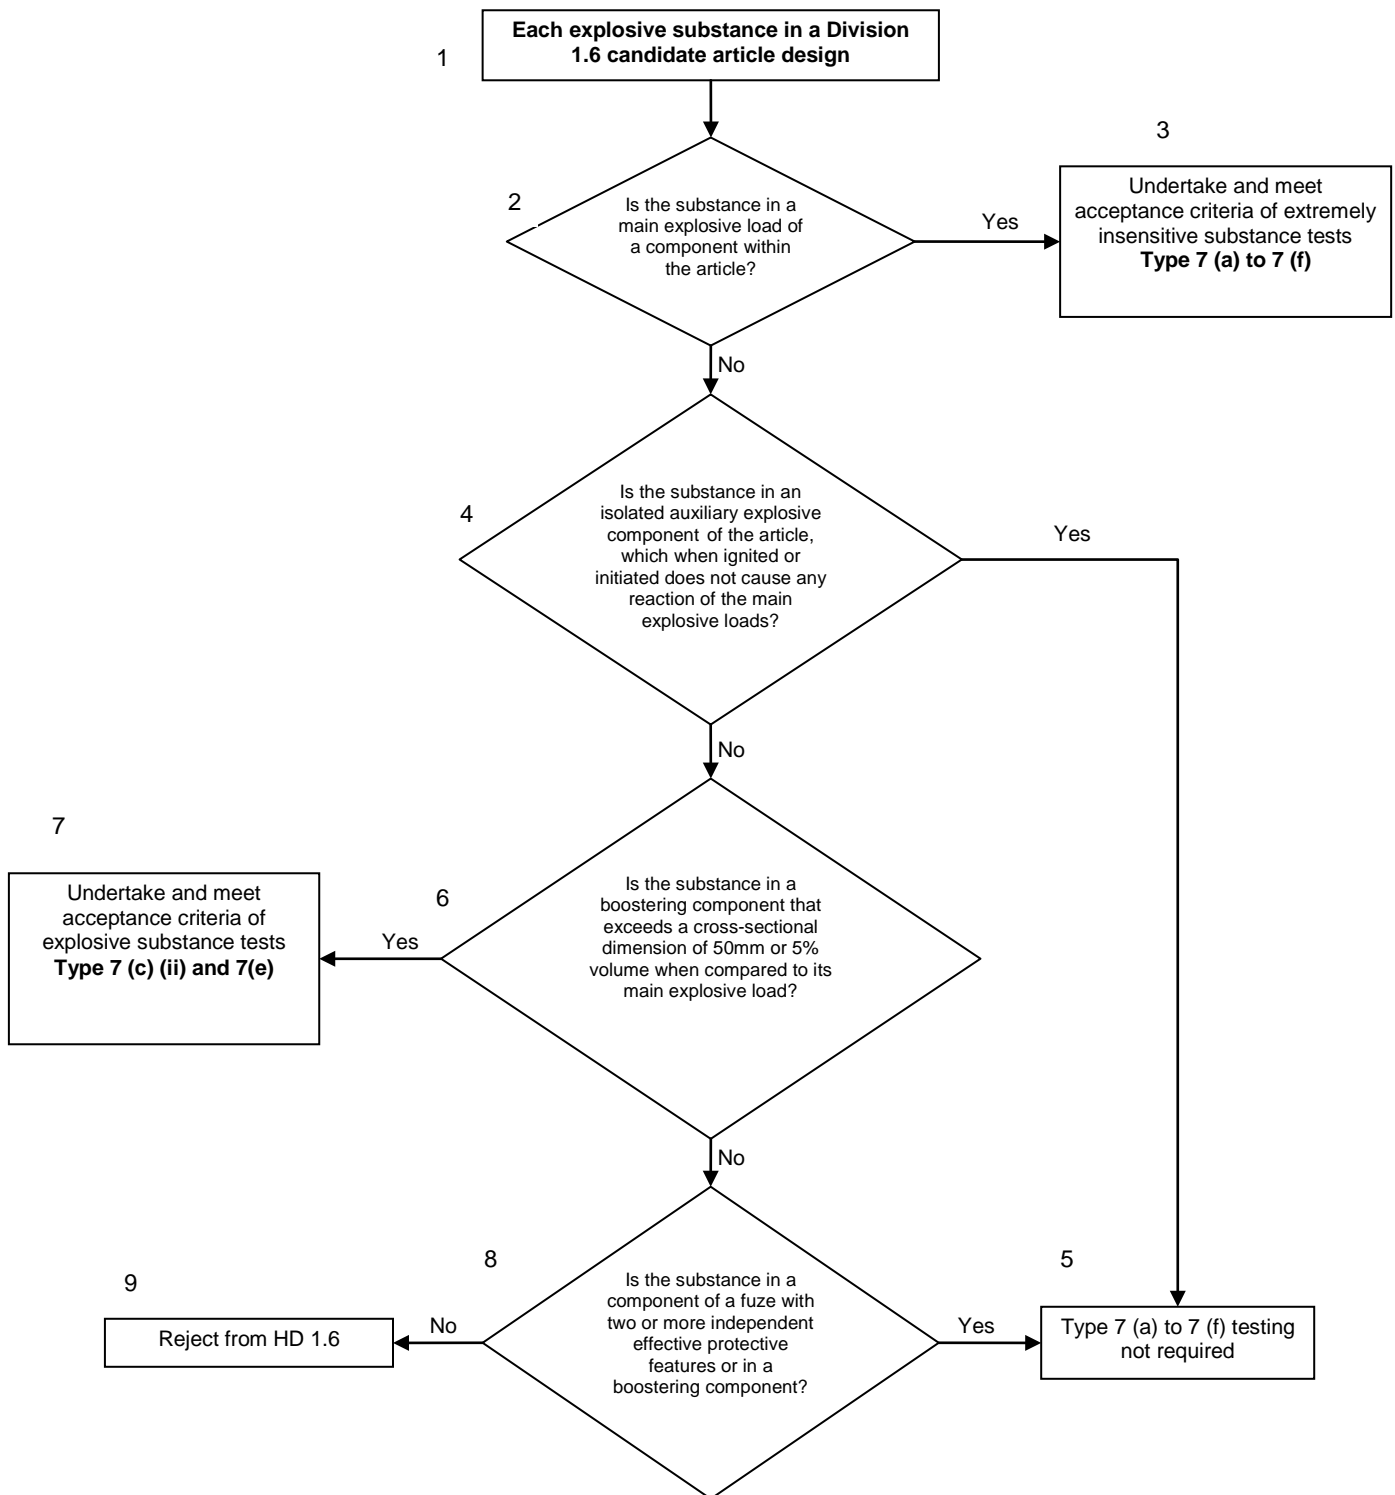 1
Each explosive substance in a Division
1.6 candidate article design
3
Undertake and meet
acceptance criteria of extremely
insensitive substance tests
Type 7 (a) to 7 (f)
2
Is the substance in a
main explosive load of
a component within
the article?
Yes
No
4
Is the substance in an
isolated auxiliary explosive
component of the article,
which when ignited or
initiated does not cause any
reaction of the main
explosive loads?
Yes
No
7
Undertake and meet
acceptance criteria of
explosive substance tests
Type 7 (c) (ii) and 7(e)
Yes
6
Is the substance in a
boostering component that
exceeds a cross-sectional
dimension of 50mm or 5%
volume when compared to its
main explosive load?
No
9
Reject from HD 1.6
No
8
Is the substance in a
component of a fuze with
two or more independent
effective protective
features or in a
boostering component?
Yes
5
Type 7 (a) to 7 (f) testing
not required